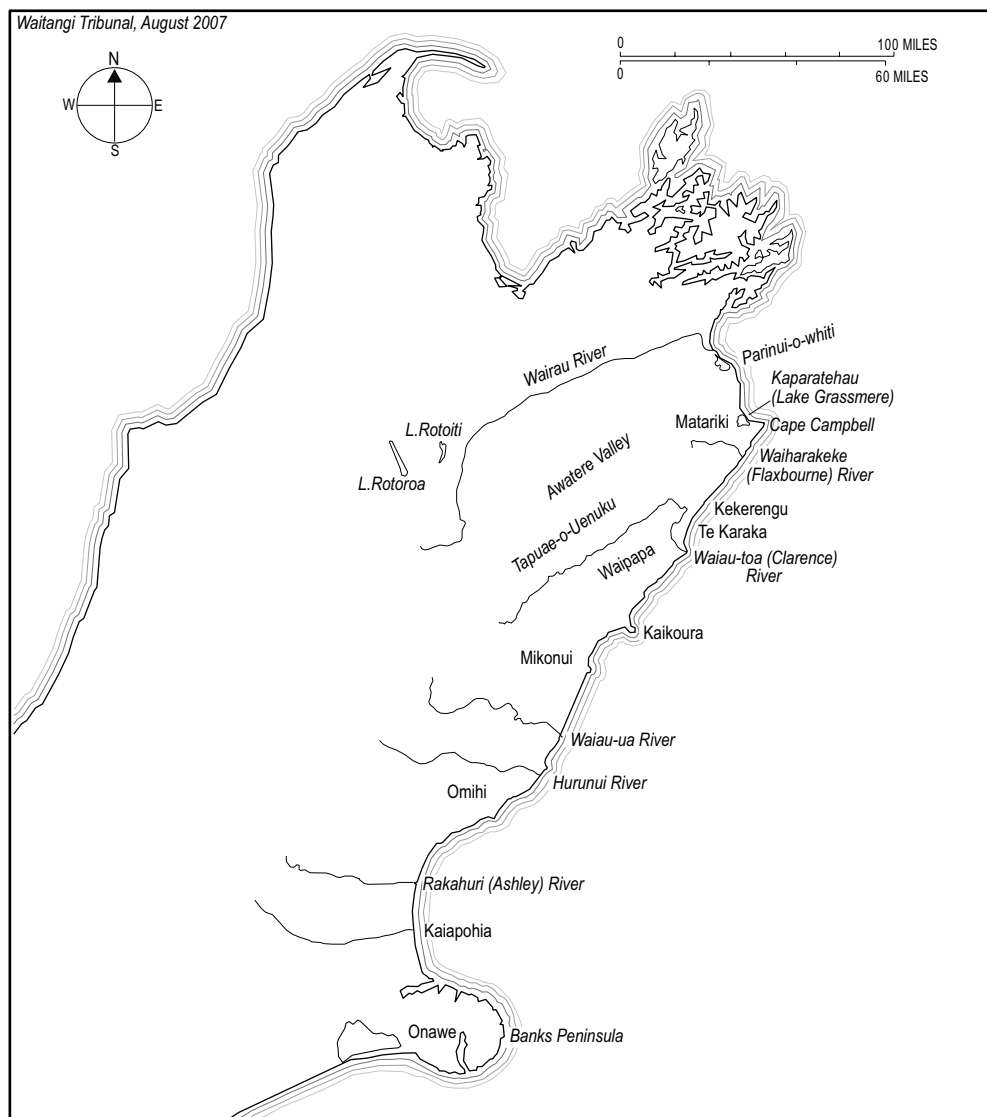 Waitangi Tribunal, August 2007
N
W
E
S
0
100 MILES
0
60 MILES
Parinui-o-whiti
Wairau River
Kaparatehau
(Lake Grassmere)
Matariki
Cape Campbell
L.Rotoiti
L.Rotoroa
Awatere Valley
Waiharakeke
(Flaxbourne) River
Kekerengu
Te Karaka
Tapuae-o-Uenuku
Waipapa
Waiau-toa (Clarence)
River
Kaikoura
Mikonui
Waiau-ua River
Hurunui River
Omihi
Rakahuri (Ashley) River
Kaiapohia
Onawe
Banks Peninsula